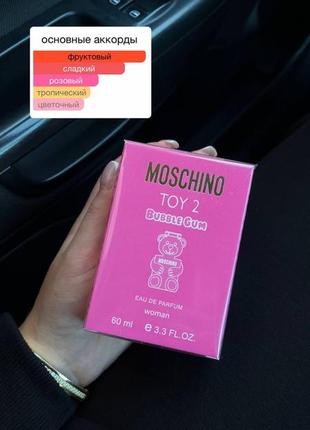 основные аккорды
фруктовый
сладкий
розовый
тропический
цветочный
MOSCHINO
TOY 2
BUBBLE GUM
MOSCHINO
EAU DE PARFUM
woman
60 ml e 3.3 FL.OZ.